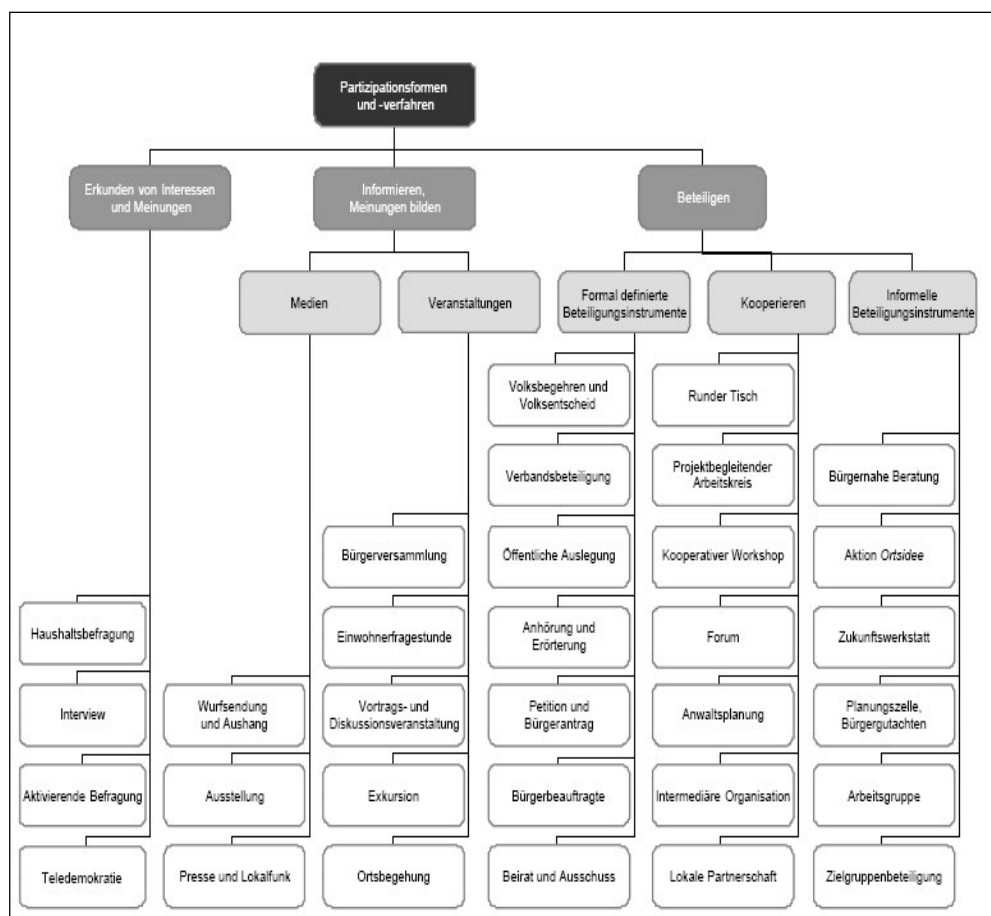 Partizipationsformen
und -verfahren
Erkunden von Interessen
und Meinungen
Informieren,
Meinungen bilden
Beteiligen
Medien
Veranstaltungen
Formal definierte
Beteiligungsinstrumente
Kooperieren
Informelle
Beteiligungsinstrumente
Haushaltsbefragung
Interview
Aktivierende Befragung
Teledemokratie
Wurfsendung
und Aushang
Ausstellung
Presse und Lokalfunk
Bürgerversammlung
Einwohnerfragestunde
Vortrags- und
Diskussionsveranstaltung
Exkursion
Ortsbegehung
Volksbegehren und
Volksentscheid
Verbandsbeteiligung
Öffentliche Auslegung
Anhörung und
Erörterung
Petition und
Bürgerantrag
Bürgerbeauftragte
Beirat und Ausschuss
Runder Tisch
Projektbegleitender
Arbeitskreis
Kooperativer Workshop
Forum
Anwaltsplanung
Intermediäre Organisation
Lokale Partnerschaft
Bürgernahe Beratung
Aktion Ortsidee
Zukunftswerkstatt
Planungszelle,
Bürgergutachten
Arbeitsgruppe
Zielgruppenbeteiligung